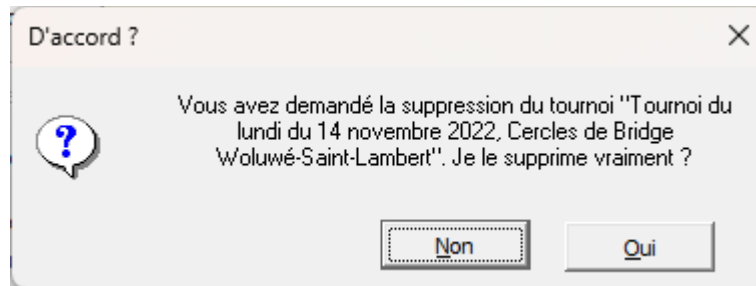 D'accord ?
Vous avez demandé la suppression du tournoi "Tournoi du
lundi du 14 novembre 2022, Cercles de Bridge
Woluwé-Saint-Lambert". Je le supprime vraiment ?
Non
Oui